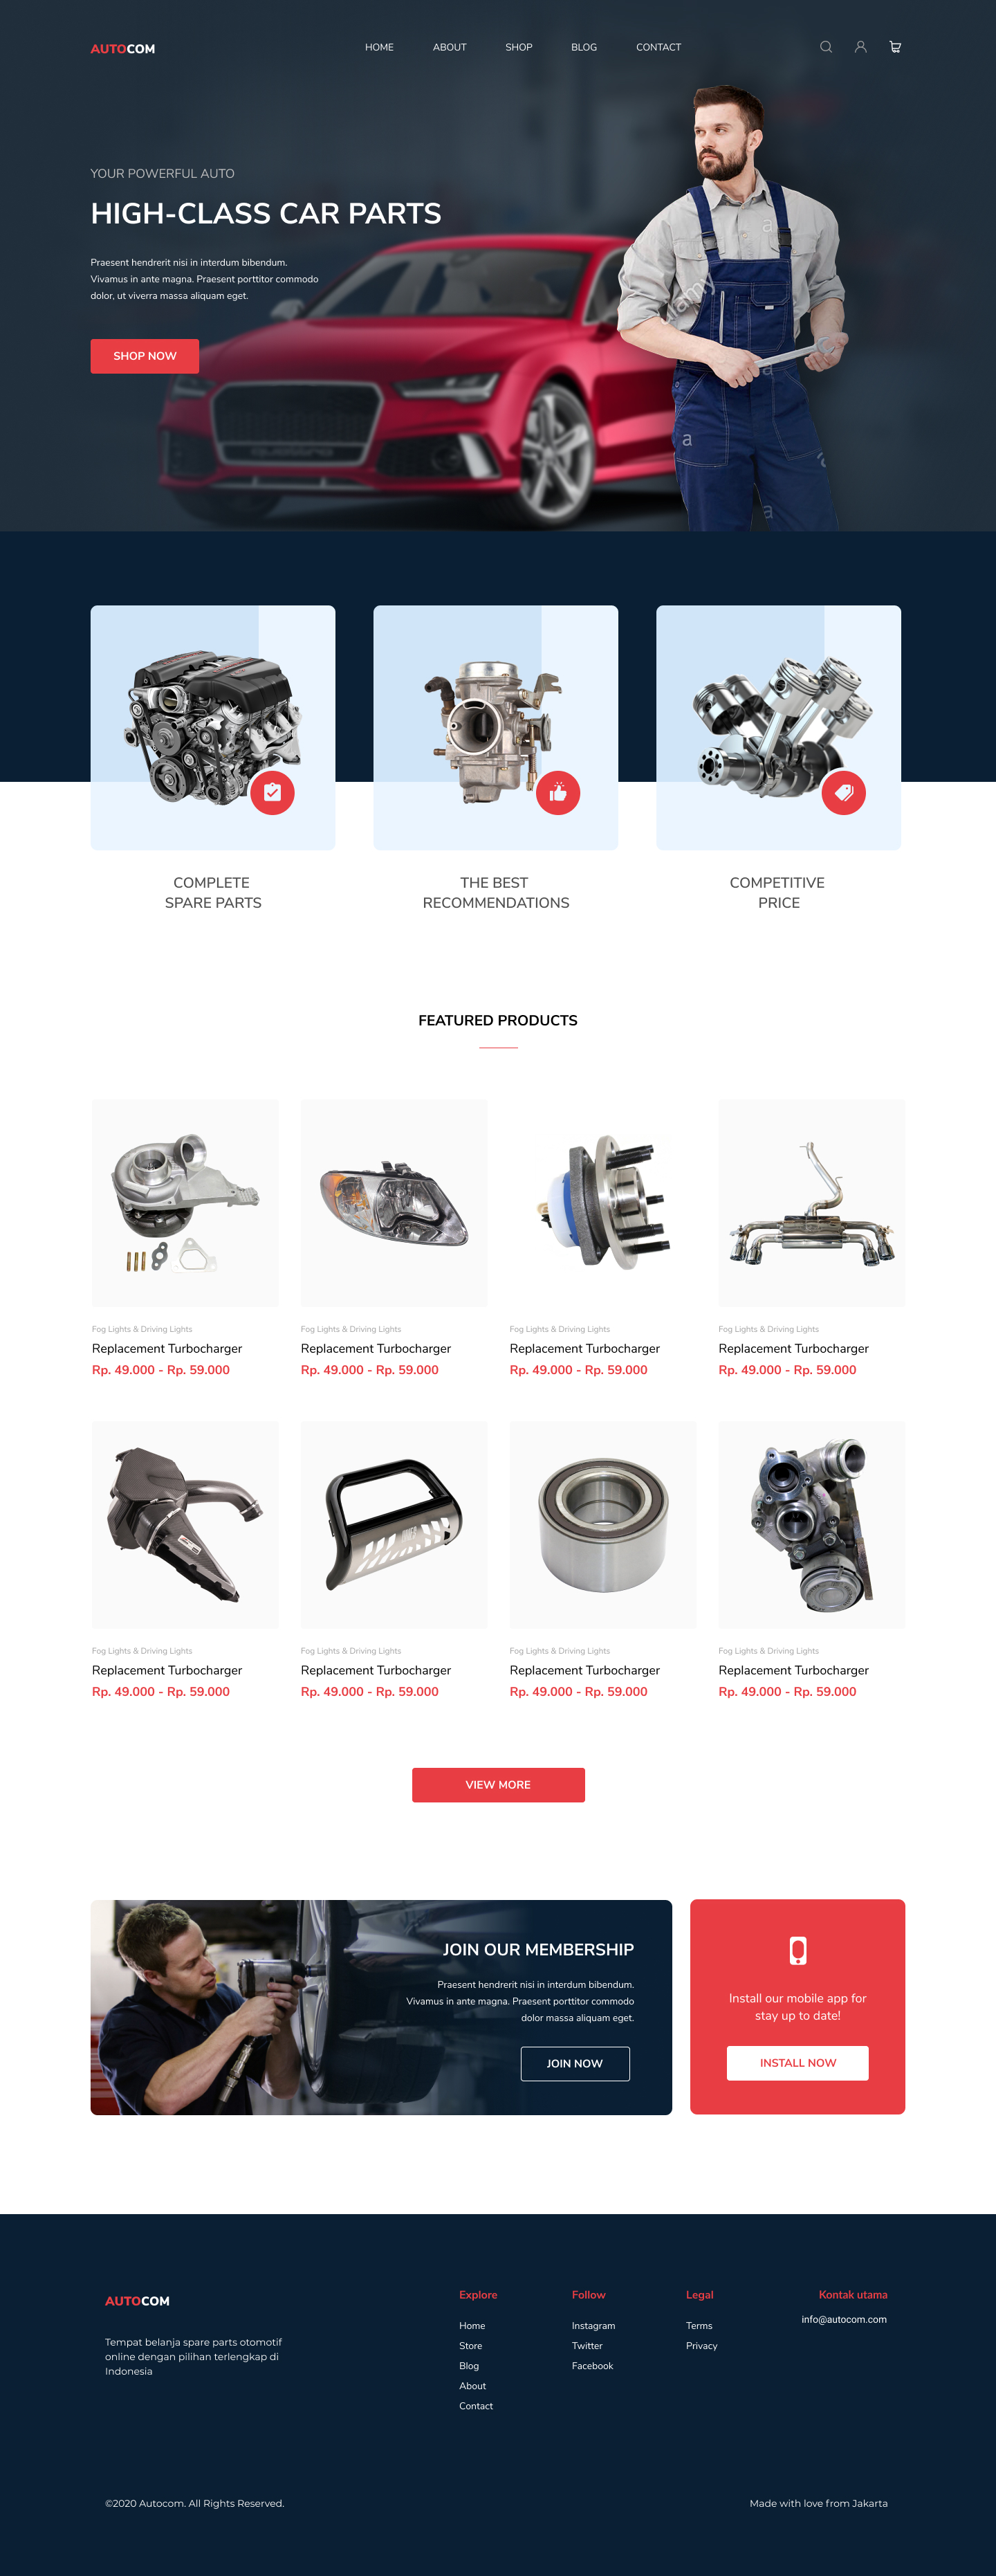 AUTOCOM
HOME ABOUT SHOP BLOG CONTACT
YOUR POWERFUL AUTO
HIGH-CLASS CAR PARTS
Praesent hendrerit nisi in interdum bibendum.
Vivamus in ante magna. Praesent porttitor commodo
dolor, ut viverra massa aliquam eget.
SHOP NOW
a
a
a
a
COMPLETE
SPARE PARTS
THE BEST
RECOMMENDATIONS
COMPETITIVE
PRICE
FEATURED PRODUCTS
Fog Lights & Driving Lights
Replacement Turbocharger
Rp. 49.000 - Rp. 59.000
Fog Lights & Driving Lights
Replacement Turbocharger
Rp. 49.000 - Rp. 59.000
Fog Lights & Driving Lights
Replacement Turbocharger
Rp. 49.000 - Rp. 59.000
Fog Lights & Driving Lights
Replacement Turbocharger
Rp. 49.000 - Rp. 59.000
Fog Lights & Driving Lights
Replacement Turbocharger
Rp. 49.000 - Rp. 59.000
Fog Lights & Driving Lights
Replacement Turbocharger
Rp. 49.000 - Rp. 59.000
Fog Lights & Driving Lights
Replacement Turbocharger
Rp. 49.000 - Rp. 59.000
Fog Lights & Driving Lights
Replacement Turbocharger
Rp. 49.000 - Rp. 59.000
VIEW MORE
JOIN OUR MEMBERSHIP
Praesent hendrerit nisi in interdum bibendum.
Vivamus in ante magna. Praesent porttitor commodo
dolor massa aliquam eget.
JOIN NOW
Install our mobile app for
stay up to date!
INSTALL NOW
AUTOCOM
Tempat belanja spare parts otomotif
online dengan pilihan terlengkap di
Indonesia
Explore
Home
Store
Blog
About
Contact
Follow
Instagram
Twitter
Facebook
Legal
Terms
Privacy
Kontak utama
info@autocom.com
©2020 Autocom. All Rights Reserved.
Made with love from Jakarta